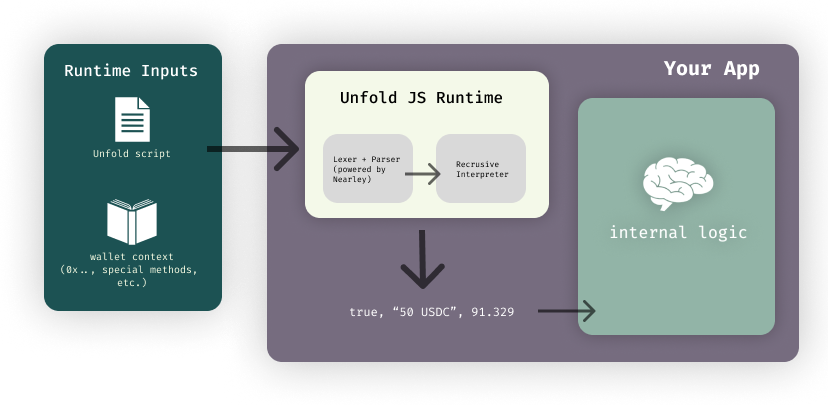 Runtime Inputs
Unfold script
wallet context
(0x.., special methods,
etc.)
Your App
Unfold JS Runtime
Lexer + Parser
(powered by
Nearley)
Recrusive
Interpreter
true, “50 USDC”, 91.329
internal logic